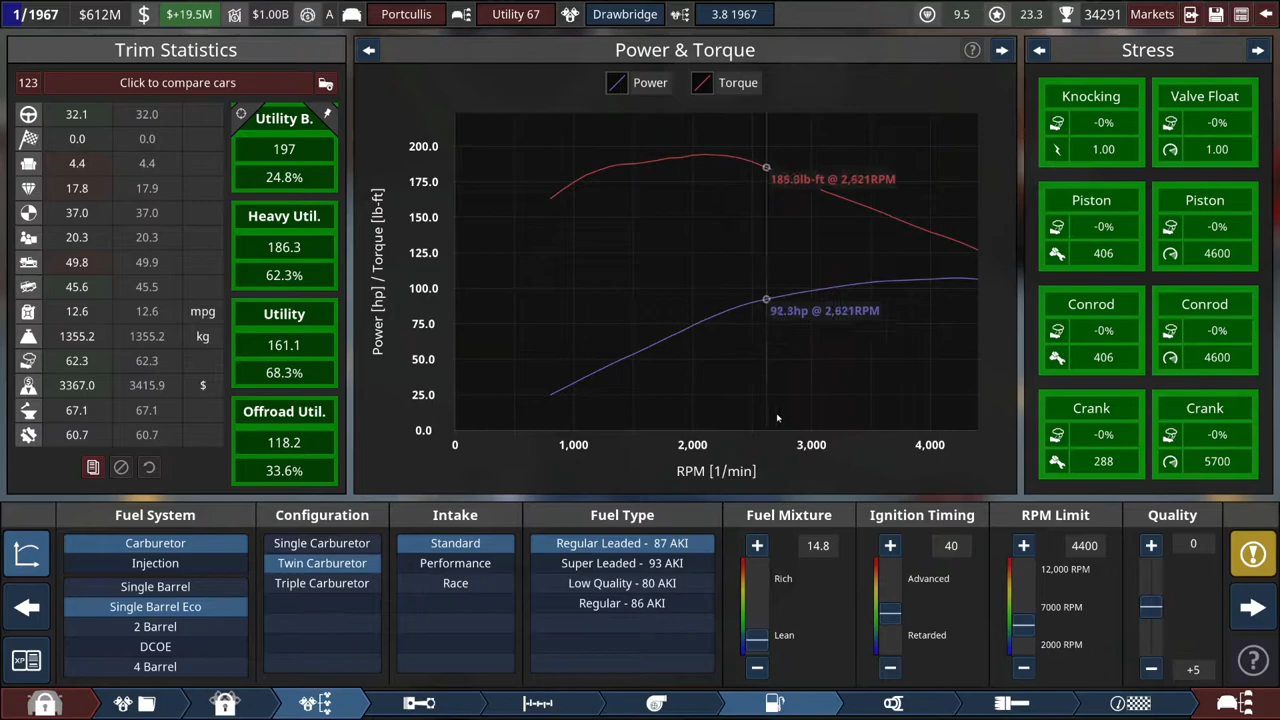 1/1967 $612M $ $+19.5M $1.00B A Portcullis Utility 67 Drawbridge 3.8 1967 9.5 23.3 34291 Markets
Trim Statistics
123 Click to compare cars
32.1 32.0
0.0 0.0
4.4 4.4
17.8 17.9
37.0 37.0
20.3 20.3
49.8 49.9
45.6 45.5
12.6 12.6 mpg
1355.2 1355.2 kg
62.3 62.3
3367.0 3415.9 $
67.1 67.1
60.7 60.7
Utility B.
197
24.8%
Heavy Util.
186.3
62.3%
Utility
161.1
68.3%
Offroad Util.
118.2
33.6%
Power & Torque ?
Power Torque
Power [hp] / Torque [lb-ft]
200.0
175.0
150.0
125.0
100.0
75.0
50.0
25.0
0.0
185.0lb-ft @ 2,621RPM
92.3hp @ 2,621RPM
0 1,000 2,000 3,000 4,000
RPM [1/min]
Stress
Knocking
-0%
1.00
Valve Float
-0%
1.00
Piston
-0%
406
Piston
-0%
4600
Conrod
-0%
406
Conrod
-0%
4600
Crank
-0%
288
Crank
-0%
5700
Fuel System
Carburetor
Injection
Single Barrel
Single Barrel Eco
2 Barrel
DCOE
4 Barrel
Configuration
Single Carburetor
Twin Carburetor
Triple Carburetor
Intake
Standard
Performance
Race
Fuel Type
Regular Leaded - 87 AKI
Super Leaded - 93 AKI
Low Quality - 80 AKI
Regular - 86 AKI
Fuel Mixture
+ 14.8
Rich
Lean
−
Ignition Timing
+ 40
Advanced
Retarded
−
RPM Limit
+ 4400
12,000 RPM
7000 RPM
2000 RPM
−
Quality
+ 0
− +5
XP
?